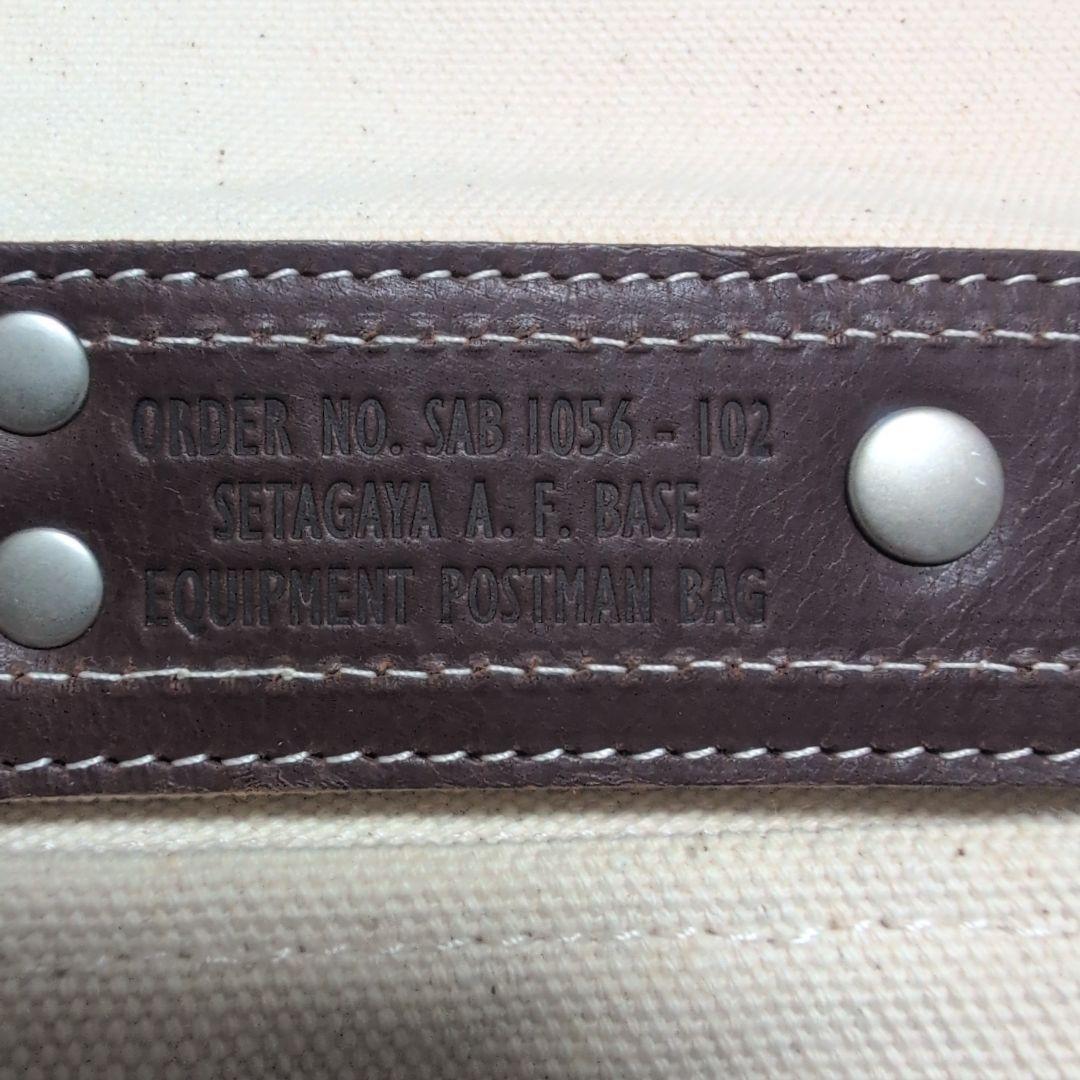 ORDER NO. SAB 1056 - 102
SETAGAYA A. F. BASE
EQUIPMENT POSTMAN BAG